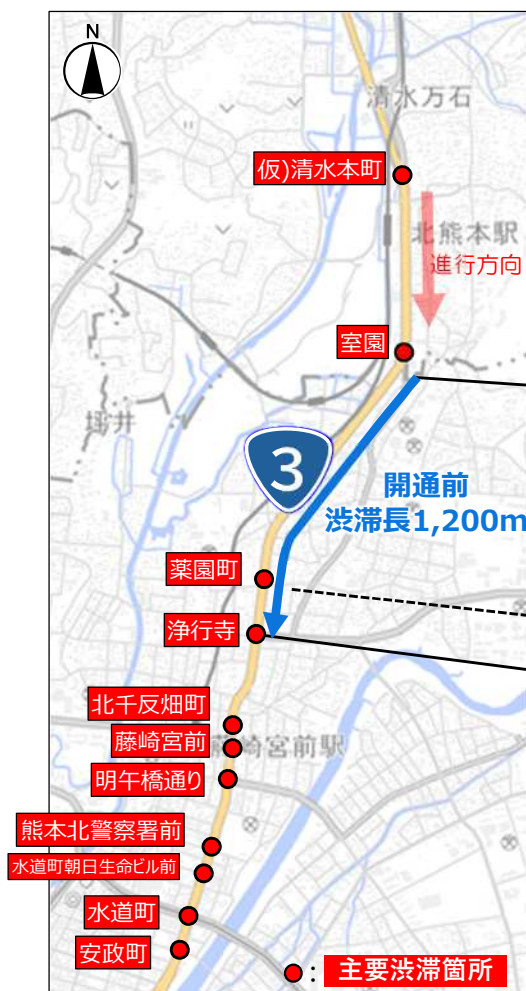 N
清水万石
仮)清水本町
北熊本駅
進行方向
室園
堀井
3
開通前
渋滞長1,200m
薬園町
浄行寺
北千反畑町
藤崎宮前
藤崎宮前駅
明午橋通り
熊本北警察署前
水道町朝日生命ビル前
水道町
安政町
：主要渋滞箇所